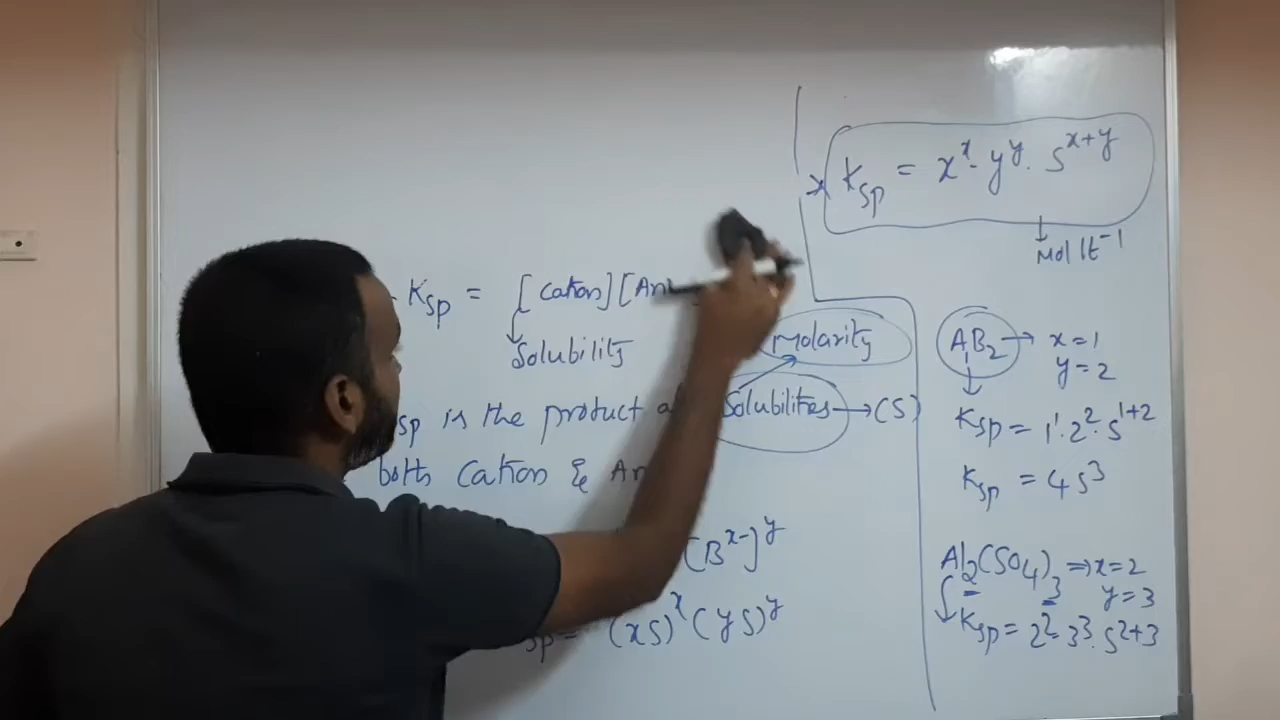 Ksp = [Cation][An
Solubility
Molarity
sp is the product of Solubilities → (S)
both Cation & An
[B^x-]^y
sp = (xS)^x (yS)^y
* Ksp = x^x · y^y · S^x+y
Mol lt^-1
AB2 → x=1
y=2
Ksp = 1^1·2^2·S^1+2
Ksp = 4S^3
Al2(SO4)3 ⇒ x=2
y=3
Ksp = 2^2·3^3·S^2+3